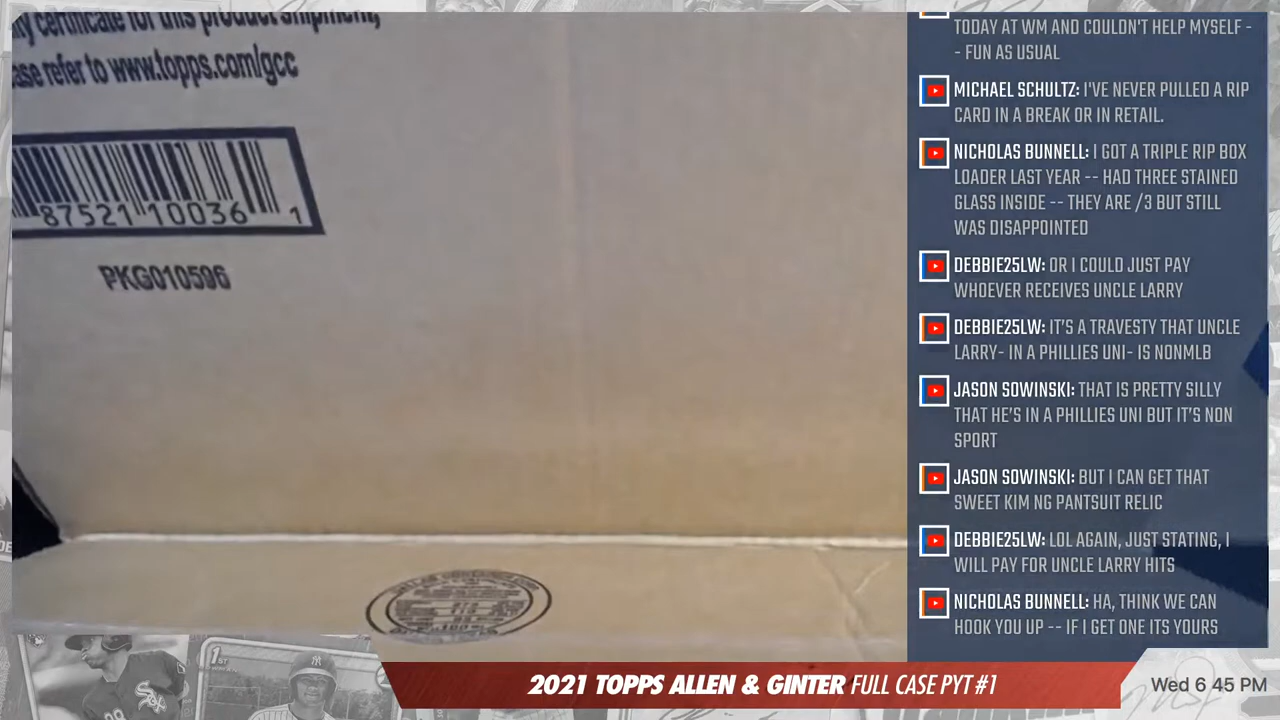 certificate for this product shipment,
refer to www.topps.com/gcc
87521 10036 1
PKG010596
TODAY AT WM AND COULDN'T HELP MYSELF -
- FUN AS USUAL
MICHAEL SCHULTZ: I'VE NEVER PULLED A RIP
CARD IN A BREAK OR IN RETAIL.
NICHOLAS BUNNELL: I GOT A TRIPLE RIP BOX
LOADER LAST YEAR -- HAD THREE STAINED
GLASS INSIDE -- THEY ARE /3 BUT STILL
WAS DISAPPOINTED
DEBBIE25LW: OR I COULD JUST PAY
WHOEVER RECEIVES UNCLE LARRY
DEBBIE25LW: IT'S A TRAVESTY THAT UNCLE
LARRY- IN A PHILLIES UNI- IS NONMLB
JASON SOWINSKI: THAT IS PRETTY SILLY
THAT HE'S IN A PHILLIES UNI BUT IT'S NON
SPORT
JASON SOWINSKI: BUT I CAN GET THAT
SWEET KIM NG PANTSUIT RELIC
DEBBIE25LW: LOL AGAIN, JUST STATING, I
WILL PAY FOR UNCLE LARRY HITS
NICHOLAS BUNNELL: HA, THINK WE CAN
HOOK YOU UP -- IF I GET ONE ITS YOURS
2021 TOPPS ALLEN & GINTER FULL CASE PYT #1
Wed 6 45 PM